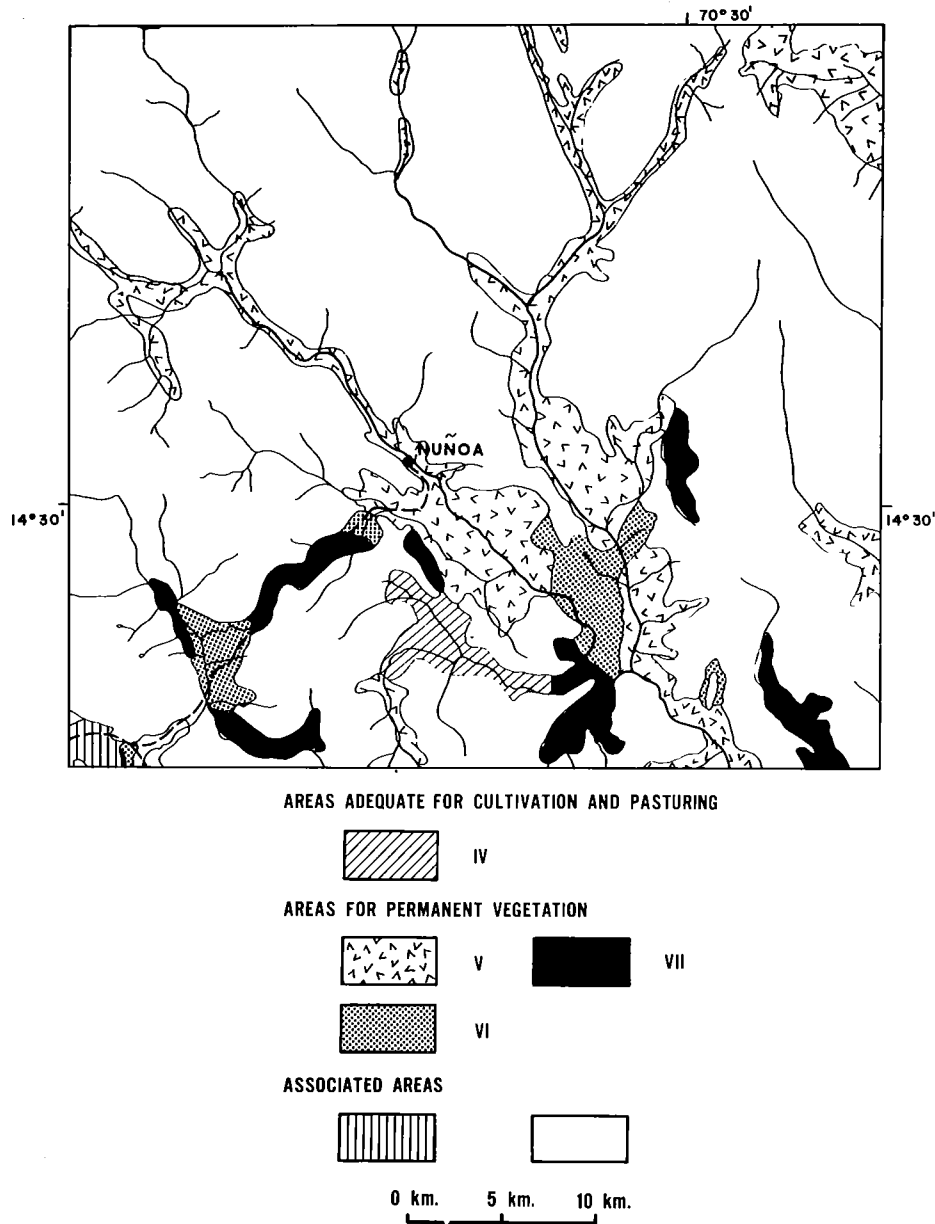 70°30'
NUÑOA
14°30'
14°30'
AREAS ADEQUATE FOR CULTIVATION AND PASTURING
IV
AREAS FOR PERMANENT VEGETATION
V
VII
VI
ASSOCIATED AREAS
0 km. 5 km. 10 km.